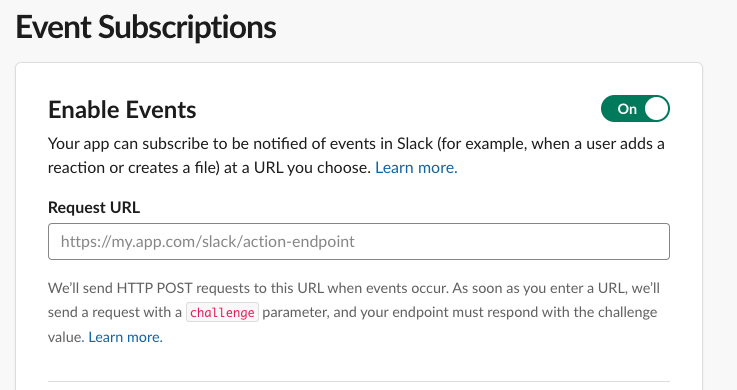 Event Subscriptions
Enable Events
On
Your app can subscribe to be notified of events in Slack (for example, when a user adds a
reaction or creates a file) at a URL you choose. Learn more.
Request URL
https://my.app.com/slack/action-endpoint
We’ll send HTTP POST requests to this URL when events occur. As soon as you enter a URL, we’ll
send a request with a challenge parameter, and your endpoint must respond with the challenge
value. Learn more.